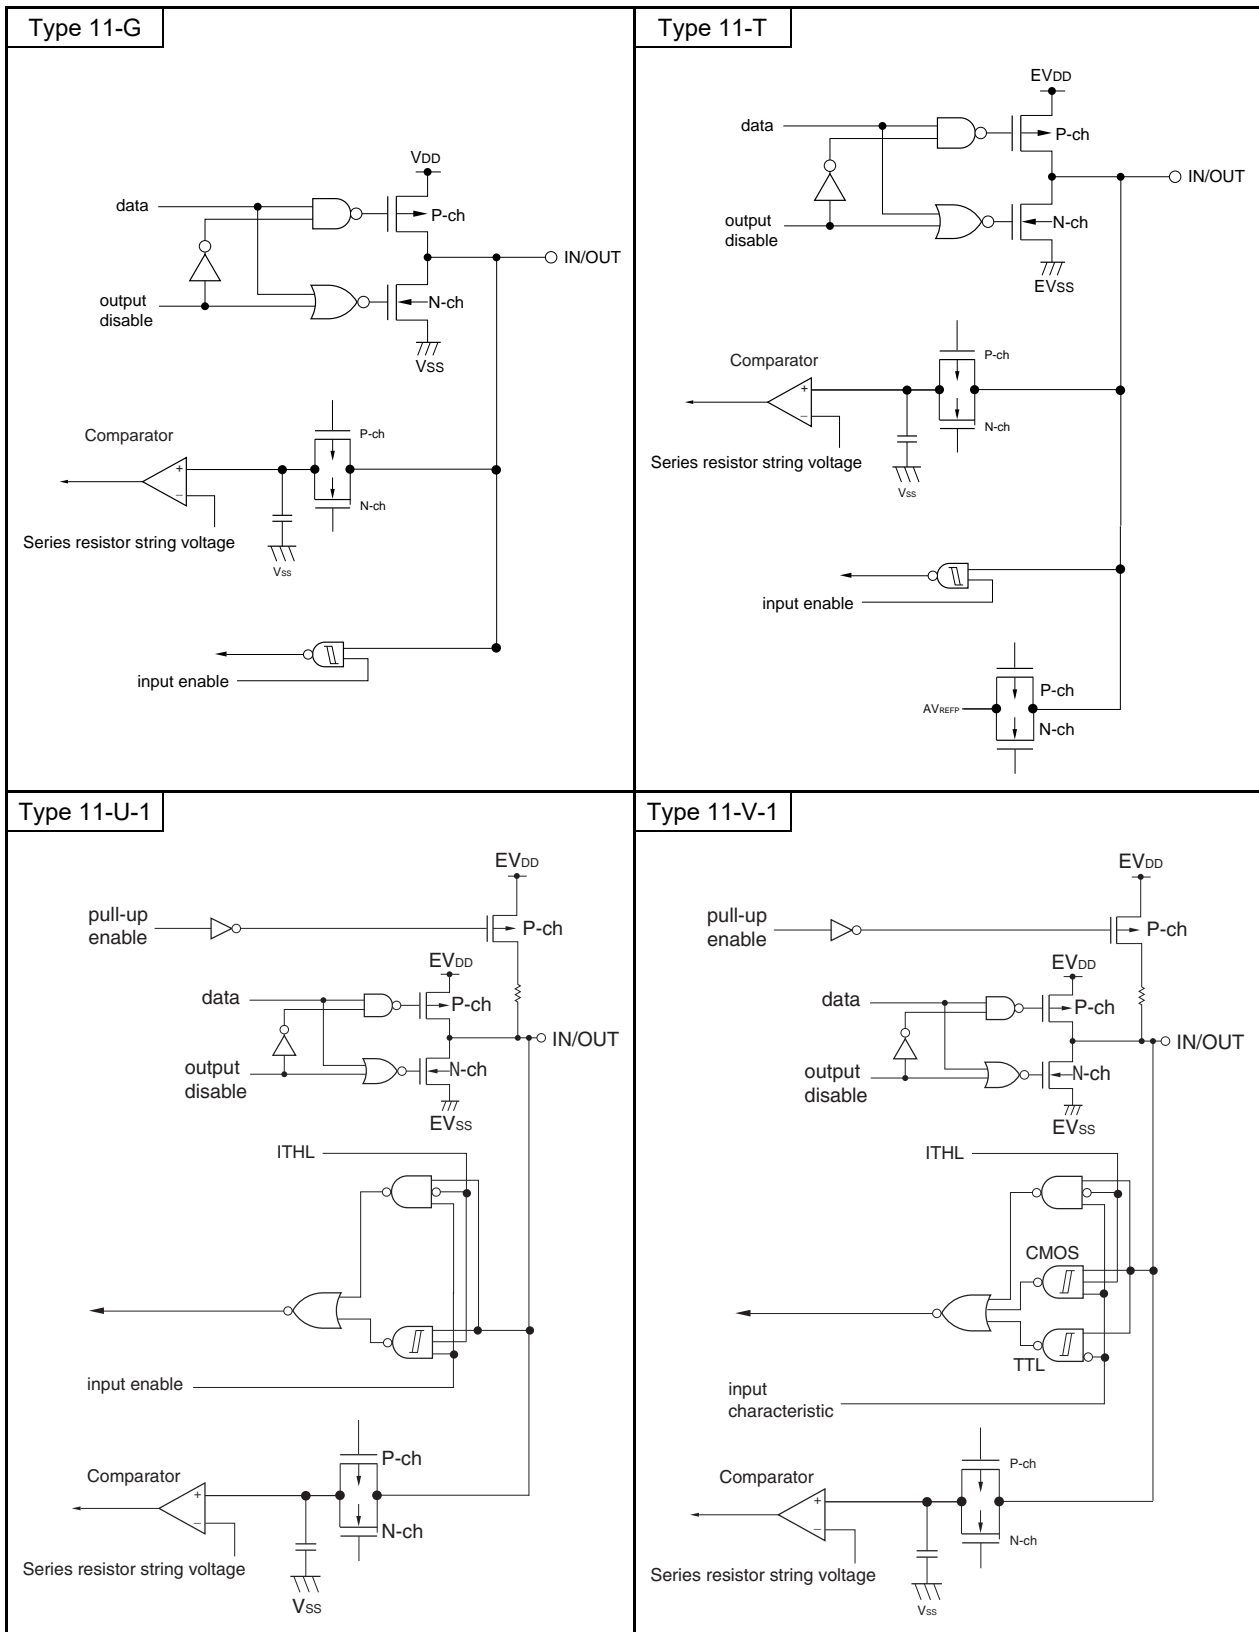 Type 11-G
VDD
data
P-ch
IN/OUT
output
disable
N-ch
VSS
Comparator
P-ch
+
−
N-ch
Series resistor string voltage
VSS
input enable
Type 11-T
EVDD
data
P-ch
IN/OUT
output
disable
N-ch
EVSS
Comparator
P-ch
+
−
N-ch
Series resistor string voltage
VSS
input enable
P-ch
AVREFP
N-ch
Type 11-U-1
EVDD
pull-up
enable
P-ch
EVDD
data
P-ch
IN/OUT
output
disable
N-ch
EVSS
ITHL
input enable
P-ch
Comparator
+
−
N-ch
Series resistor string voltage
VSS
Type 11-V-1
EVDD
pull-up
enable
P-ch
EVDD
data
P-ch
IN/OUT
output
disable
N-ch
EVSS
ITHL
CMOS
TTL
input
characteristic
P-ch
Comparator
+
−
N-ch
Series resistor string voltage
VSS